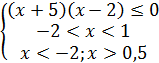 (x + 5)(x − 2) ≤ 0
−2 < x < 1
x < −2; x > 0,5